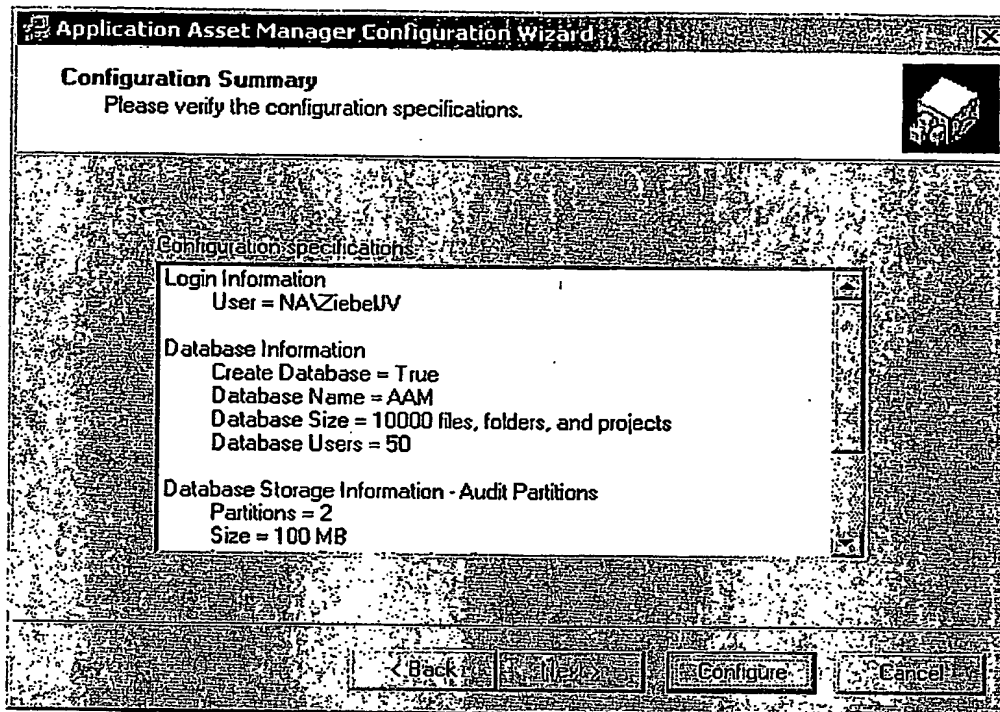 Application Asset Manager Configuration Wizard
Configuration Summary
Please verify the configuration specifications.
Configuration specifications
Login Information
User = NA\ZiebelJV
Database Information
Create Database = True
Database Name = AAM
Database Size = 10000 files, folders, and projects
Database Users = 50
Database Storage Information - Audit Partitions
Partitions = 2
Size = 100 MB
< Back
Next >
Configure
Cancel